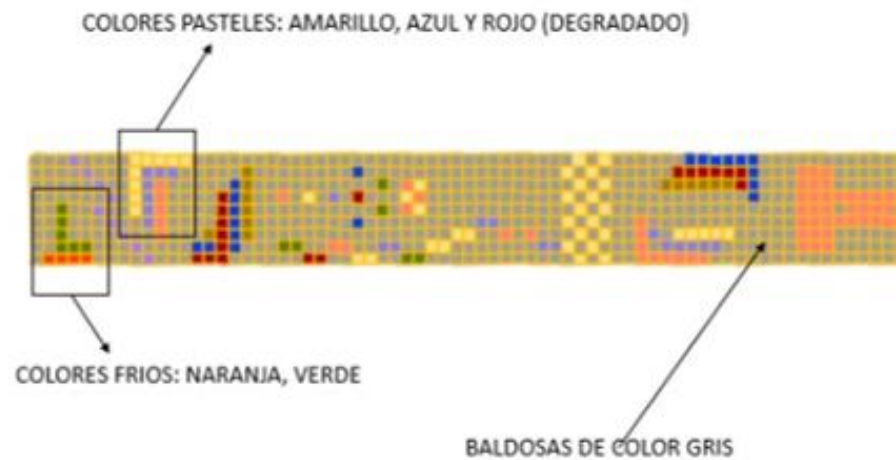 COLORES PASTELES: AMARILLO, AZUL Y ROJO (DEGRADADO)
COLORES FRIOS: NARANJA, VERDE
BALDOSAS DE COLOR GRIS